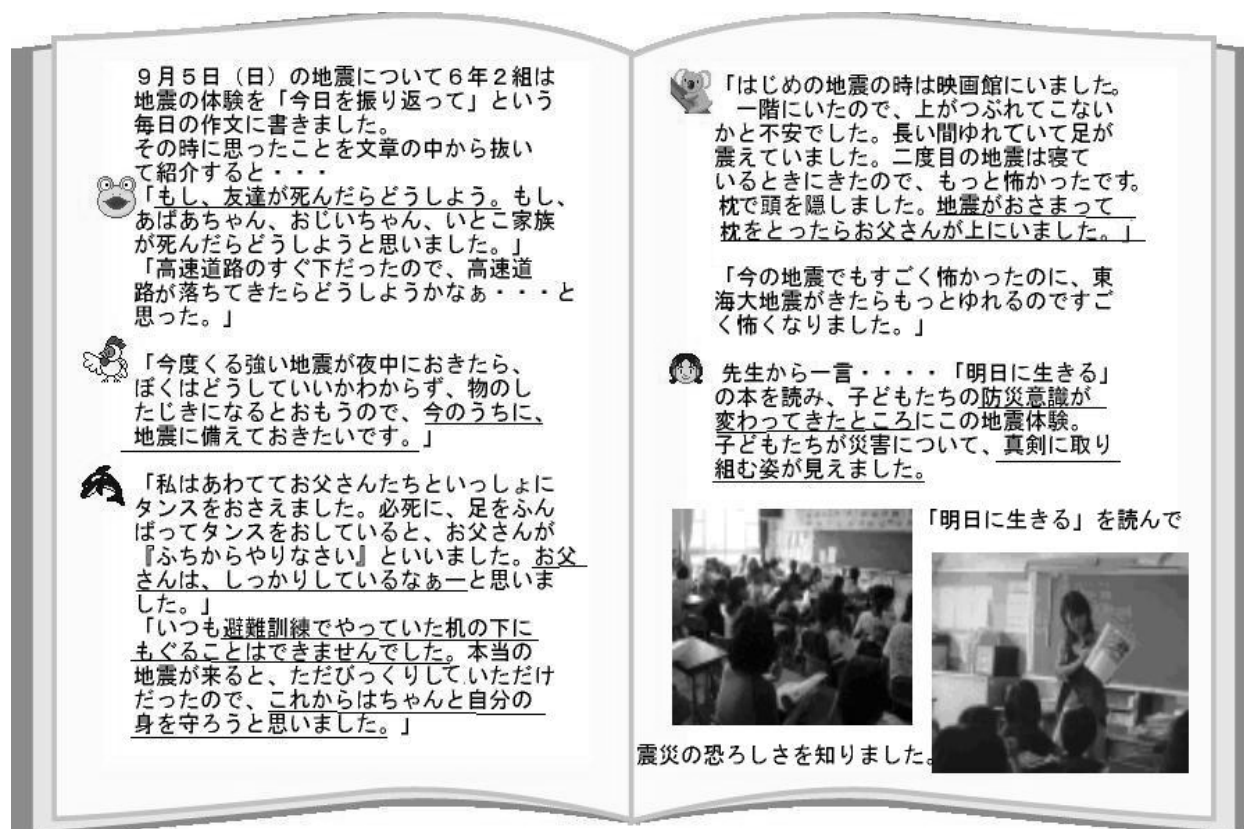 ９月５日（日）の地震について６年２組は
地震の体験を「今日を振り返って」という
毎日の作文に書きました。
その時に思ったことを文章の中から抜い
て紹介すると・・・
「もし、友達が死んだらどうしよう。もし、
あばあちゃん、おじいちゃん、いとこ家族
が死んだらどうしようと思いました。」
「高速道路のすぐ下だったので、高速道
路が落ちてきたらどうしようかなぁ・・・と
思った。」
「今度くる強い地震が夜中におきたら、
ぼくはどうしていいかわからず、物のし
たじきになるとおもうので、今のうちに、
地震に備えておきたいです。」
「私はあわててお父さんたちといっしょに
タンスをおさえました。必死に、足をふん
ばってタンスをおしていると、お父さんが
『ふちからやりなさい』といいました。お父
さんは、しっかりしているなぁーと思いま
した。」
「いつも避難訓練でやっていた机の下に
もぐることはできませんでした。本当の
地震が来ると、ただびっくりしていただけ
だったので、これからはちゃんと自分の
身を守ろうと思いました。」
「はじめの地震の時は映画館にいました。
一階にいたので、上がつぶれてこない
かと不安でした。長い間ゆれていて足が
震えていました。二度目の地震は寝て
いるときにきたので、もっと怖かったです。
枕で頭を隠しました。地震がおさまって
枕をとったらお父さんが上にいました。」
「今の地震でもすごく怖かったのに、東
海大地震がきたらもっとゆれるのですご
く怖くなりました。」
先生から一言・・・・「明日に生きる」
の本を読み、子どもたちの防災意識が
変わってきたところにこの地震体験。
子どもたちが災害について、真剣に取り
組む姿が見えました。
「明日に生きる」を読んで
震災の恐ろしさを知りました。